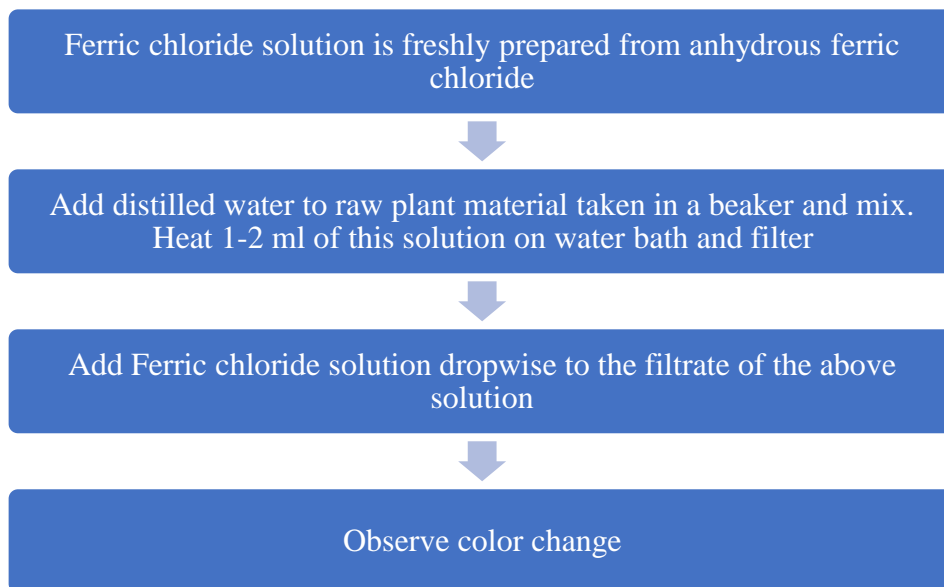 Ferric chloride solution is freshly prepared from anhydrous ferric
chloride
Add distilled water to raw plant material taken in a beaker and mix.
Heat 1-2 ml of this solution on water bath and filter
Add Ferric chloride solution dropwise to the filtrate of the above
solution
Observe color change